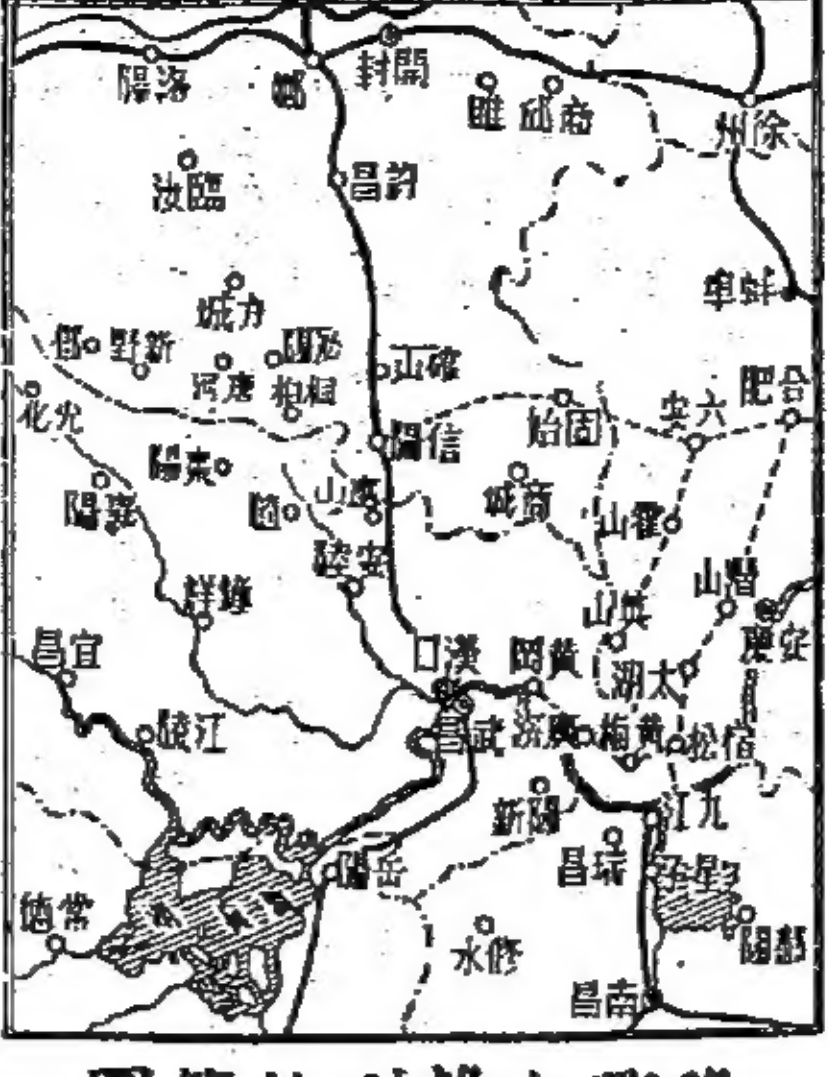 洛陽
鄭
開封
睢
商邱
徐州
臨汝
許昌
蚌埠
方城
新野
鄧
唐河
泌陽
桐柏
確山
光化
信陽
固始
六安
合肥
棗陽
襄陽
隨
應山
商城
霍山
安陸
潛山
英山
安慶
鍾祥
宜昌
漢口
黃岡
太湖
江陵
武昌
廣濟
黃梅
宿松
陽新
九江
瑞昌
星子
岳陽
常德
修水
南昌